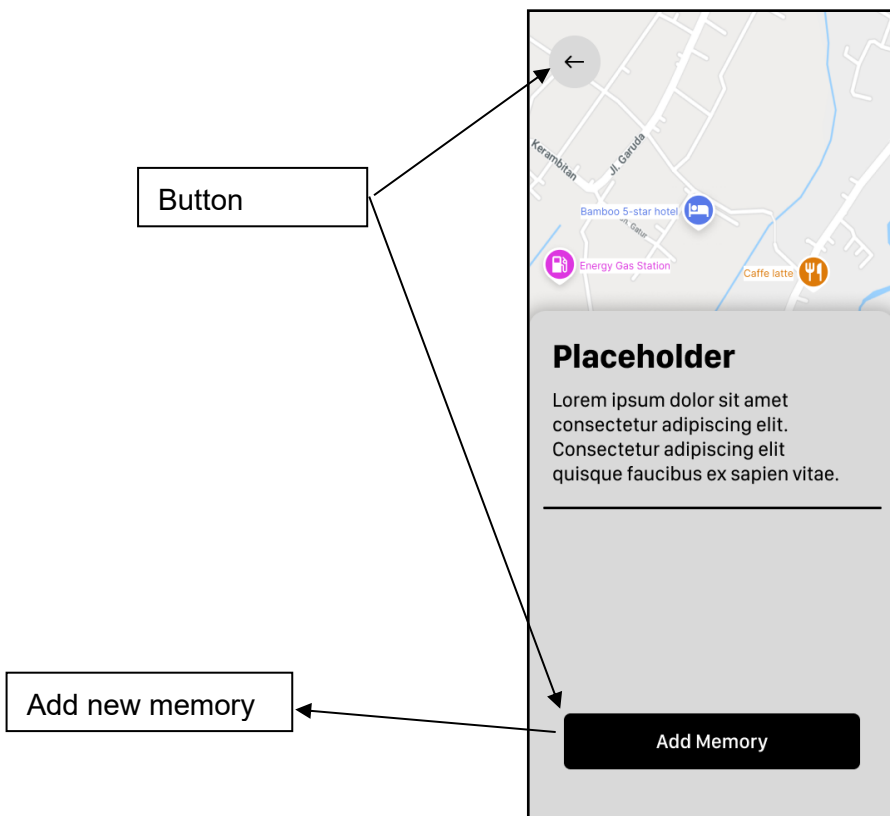 Button
Add new memory
Kerambitan
Jl. Garuda
Bamboo 5-star hotel
Gatur
Energy Gas Station
Caffe latte
Placeholder
Lorem ipsum dolor sit amet
consectetur adipiscing elit.
Consectetur adipiscing elit
quisque faucibus ex sapien vitae.
Add Memory